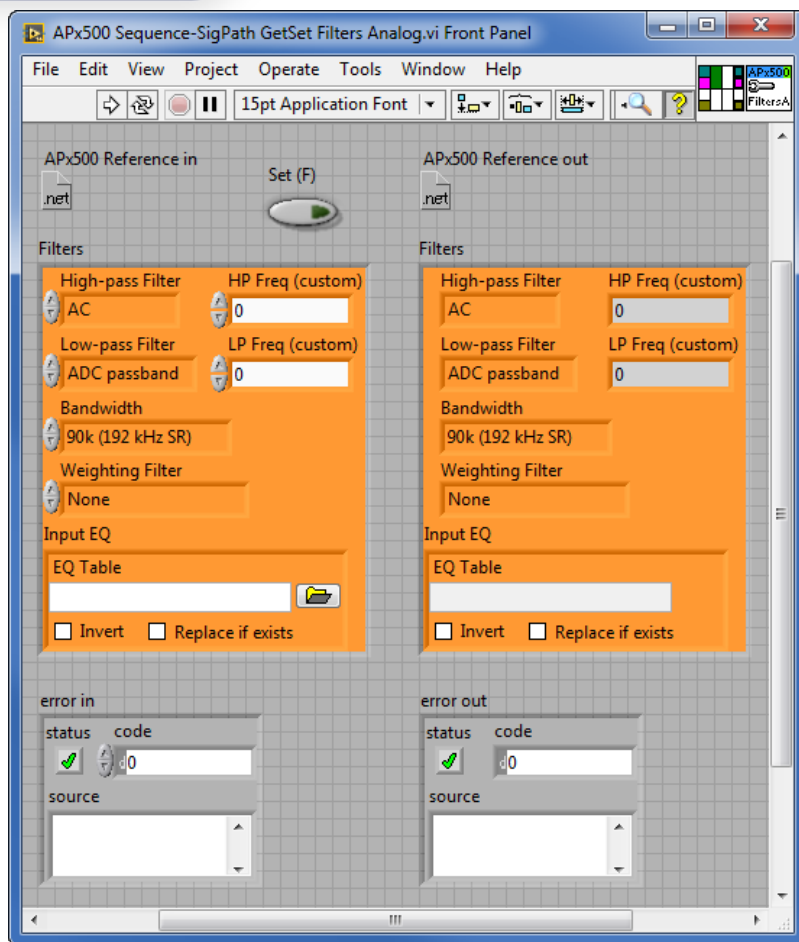 APx500 Sequence-SigPath GetSet Filters Analog.vi Front Panel
File Edit View Project Operate Tools Window Help
APx500
FiltersA
15pt Application Font
APx500 Reference in
.net
Set (F)
APx500 Reference out
.net
Filters
High-pass Filter HP Freq (custom)
AC 0
Low-pass Filter LP Freq (custom)
ADC passband 0
Bandwidth
90k (192 kHz SR)
Weighting Filter
None
Input EQ
EQ Table
Invert Replace if exists
Filters
High-pass Filter HP Freq (custom)
AC 0
Low-pass Filter LP Freq (custom)
ADC passband 0
Bandwidth
90k (192 kHz SR)
Weighting Filter
None
Input EQ
EQ Table
Invert Replace if exists
error in
status code
d0
source
error out
status code
d0
source